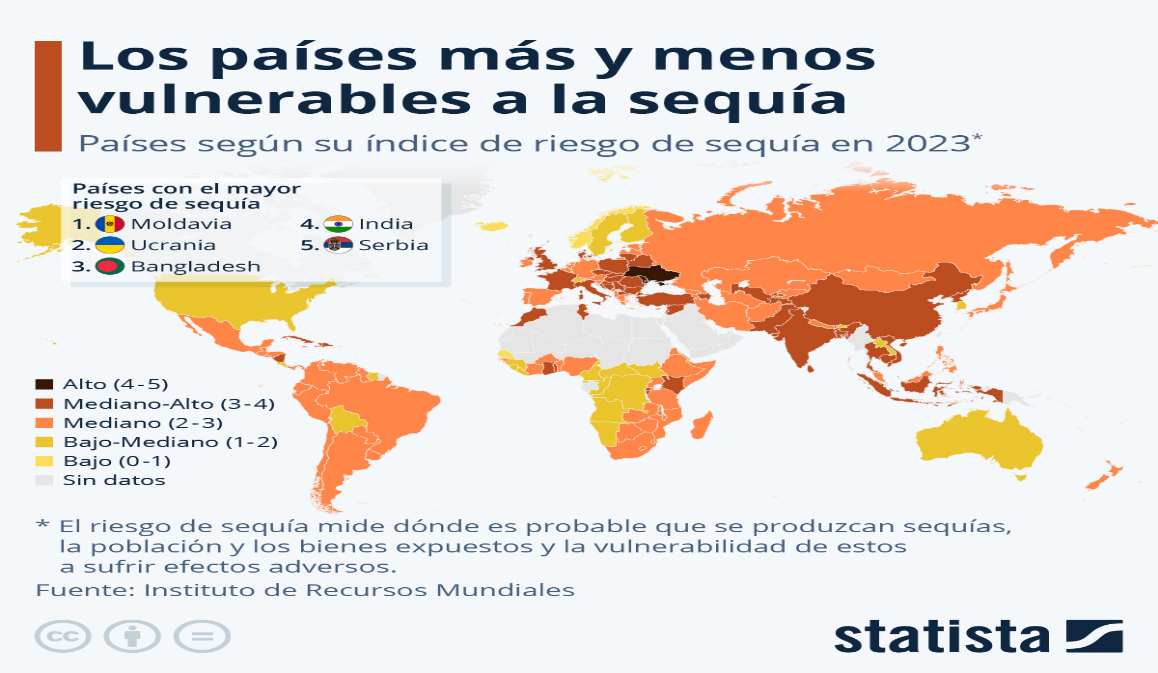 Los países más y menos
vulnerables a la sequía
Países según su índice de riesgo de sequía en 2023*
Países con el mayor
riesgo de sequía
1. Moldavia
2. Ucrania
3. Bangladesh
4. India
5. Serbia
Alto (4-5)
Mediano-Alto (3-4)
Mediano (2-3)
Bajo-Mediano (1-2)
Bajo (0-1)
Sin datos
* El riesgo de sequía mide dónde es probable que se produzcan sequías,
la población y los bienes expuestos y la vulnerabilidad de estos
a sufrir efectos adversos.
Fuente: Instituto de Recursos Mundiales
cc
statista